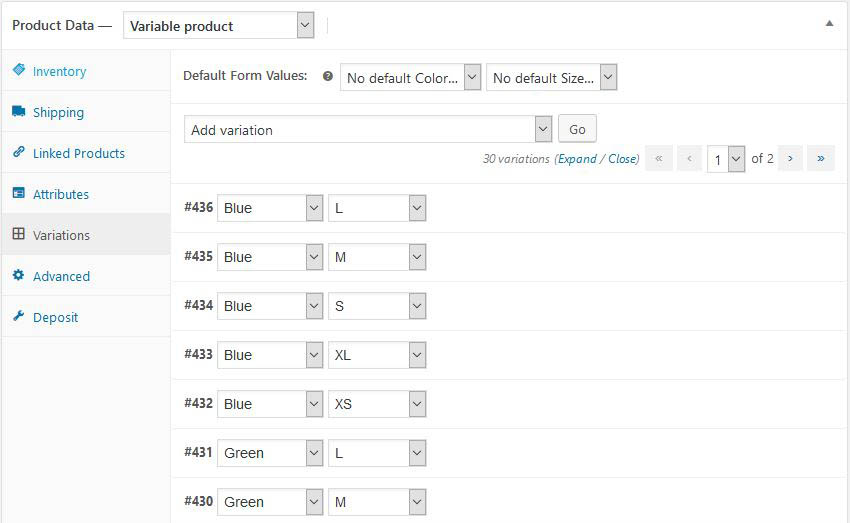 Product Data — Variable product
Inventory
Shipping
Linked Products
Attributes
Variations
Advanced
Deposit
Default Form Values: ? No default Color... No default Size...
Add variation Go
30 variations (Expand / Close) « ‹ 1 of 2 › »
#436 Blue L
#435 Blue M
#434 Blue S
#433 Blue XL
#432 Blue XS
#431 Green L
#430 Green M